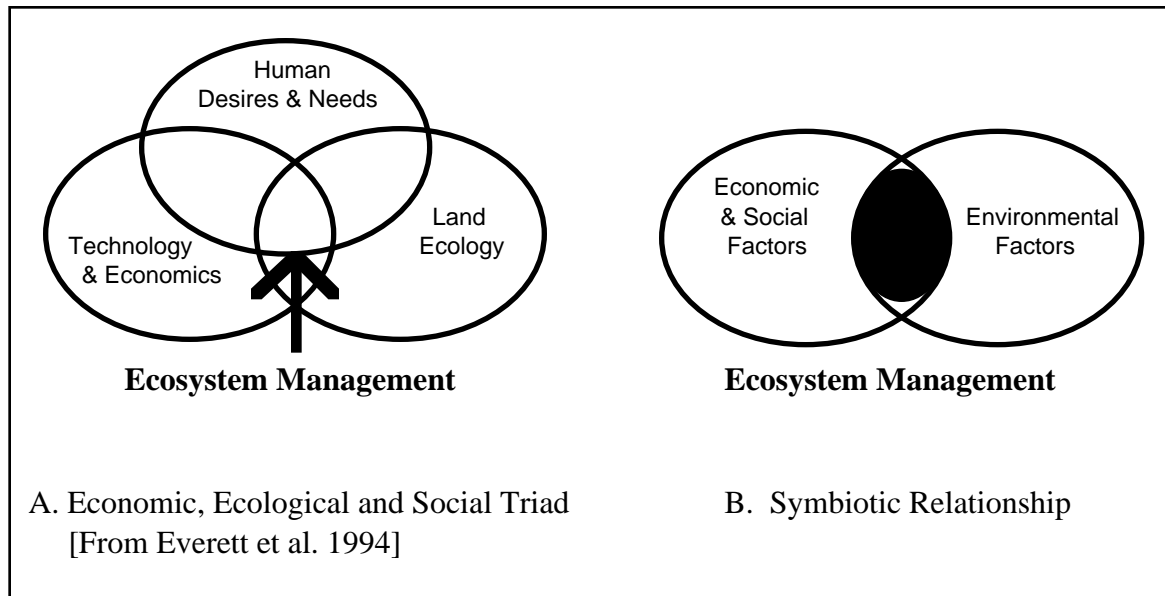 Human
Desires & Needs
Technology
& Economics
Land
Ecology
Ecosystem Management
A. Economic, Ecological and Social Triad
[From Everett et al. 1994]
Economic
& Social
Factors
Environmental
Factors
Ecosystem Management
B. Symbiotic Relationship